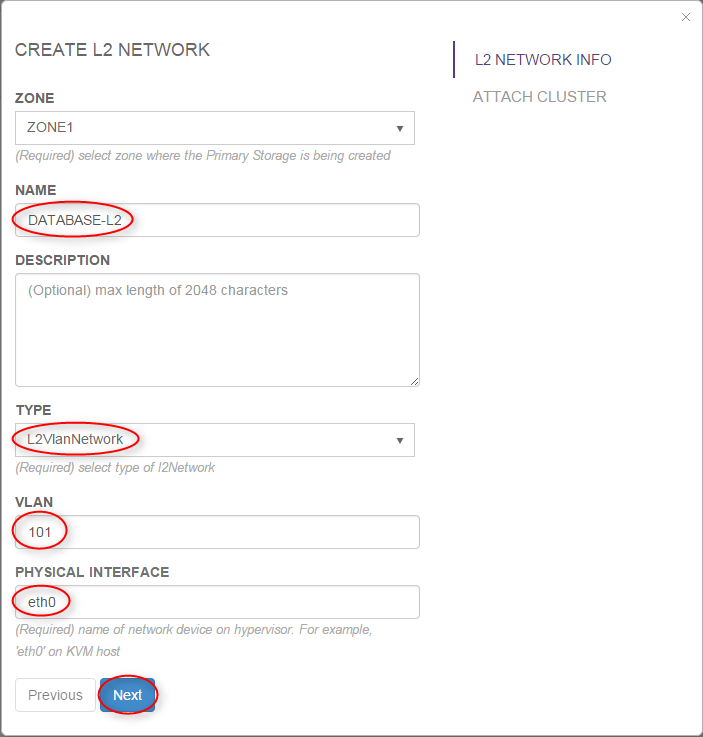 ×
CREATE L2 NETWORK
L2 NETWORK INFO
ATTACH CLUSTER
ZONE
ZONE1
(Required) select zone where the Primary Storage is being created
NAME
DATABASE-L2
DESCRIPTION
(Optional) max length of 2048 characters
TYPE
L2VlanNetwork
(Required) select type of l2Network
VLAN
101
PHYSICAL INTERFACE
eth0
(Required) name of network device on hypervisor. For example,
'eth0' on KVM host
Previous Next